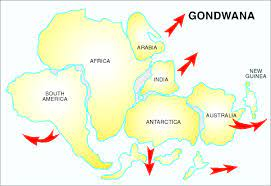 GONDWANA
ARABIA
AFRICA
INDIA
SOUTH
AMERICA
NEW
GUINEA
ANTARCTICA
AUSTRALIA